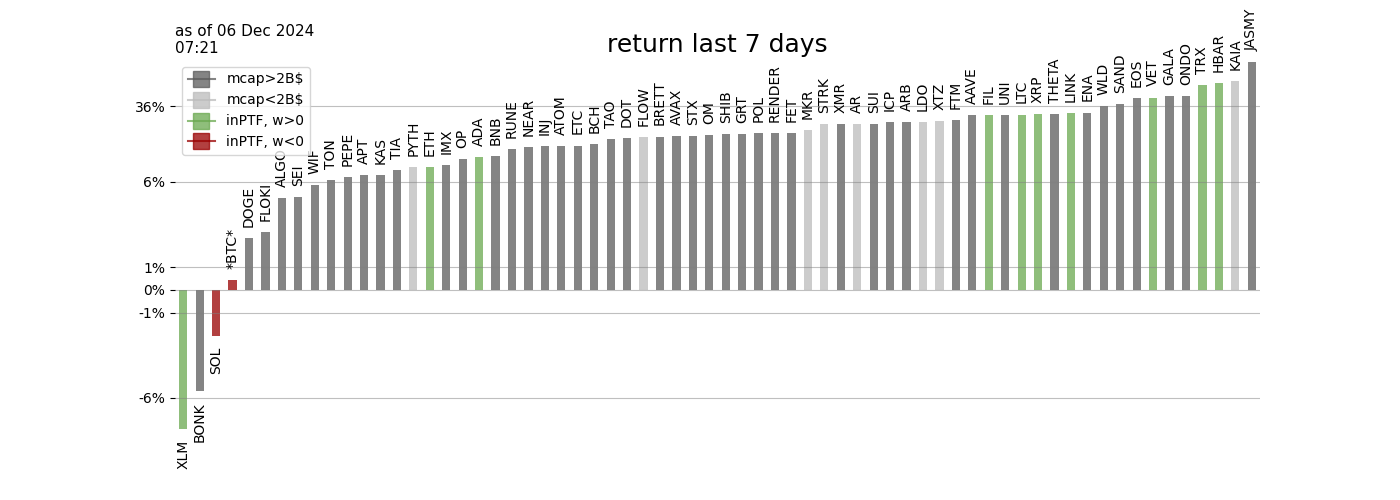 as of 06 Dec 2024
07:21
return last 7 days
mcap>2B$
mcap<2B$
inPTF, w>0
inPTF, w<0
36%
6%
1%
0%
-1%
-6%
XLM
BONK
SOL
*BTC*
DOGE
FLOKI
ALGO
SEI
WIF
TON
PEPE
APT
KAS
TIA
PYTH
ETH
IMX
OP
ADA
BNB
RUNE
NEAR
INJ
ATOM
ETC
BCH
TAO
DOT
FLOW
BRETT
AVAX
STX
OM
SHIB
GRT
POL
RENDER
FET
MKR
STRK
XMR
AR
SUI
ICP
ARB
LDO
XTZ
FTM
AAVE
FIL
UNI
LTC
XRP
THETA
LINK
ENA
WLD
SAND
EOS
VET
GALA
ONDO
TRX
HBAR
KAIA
JASMY